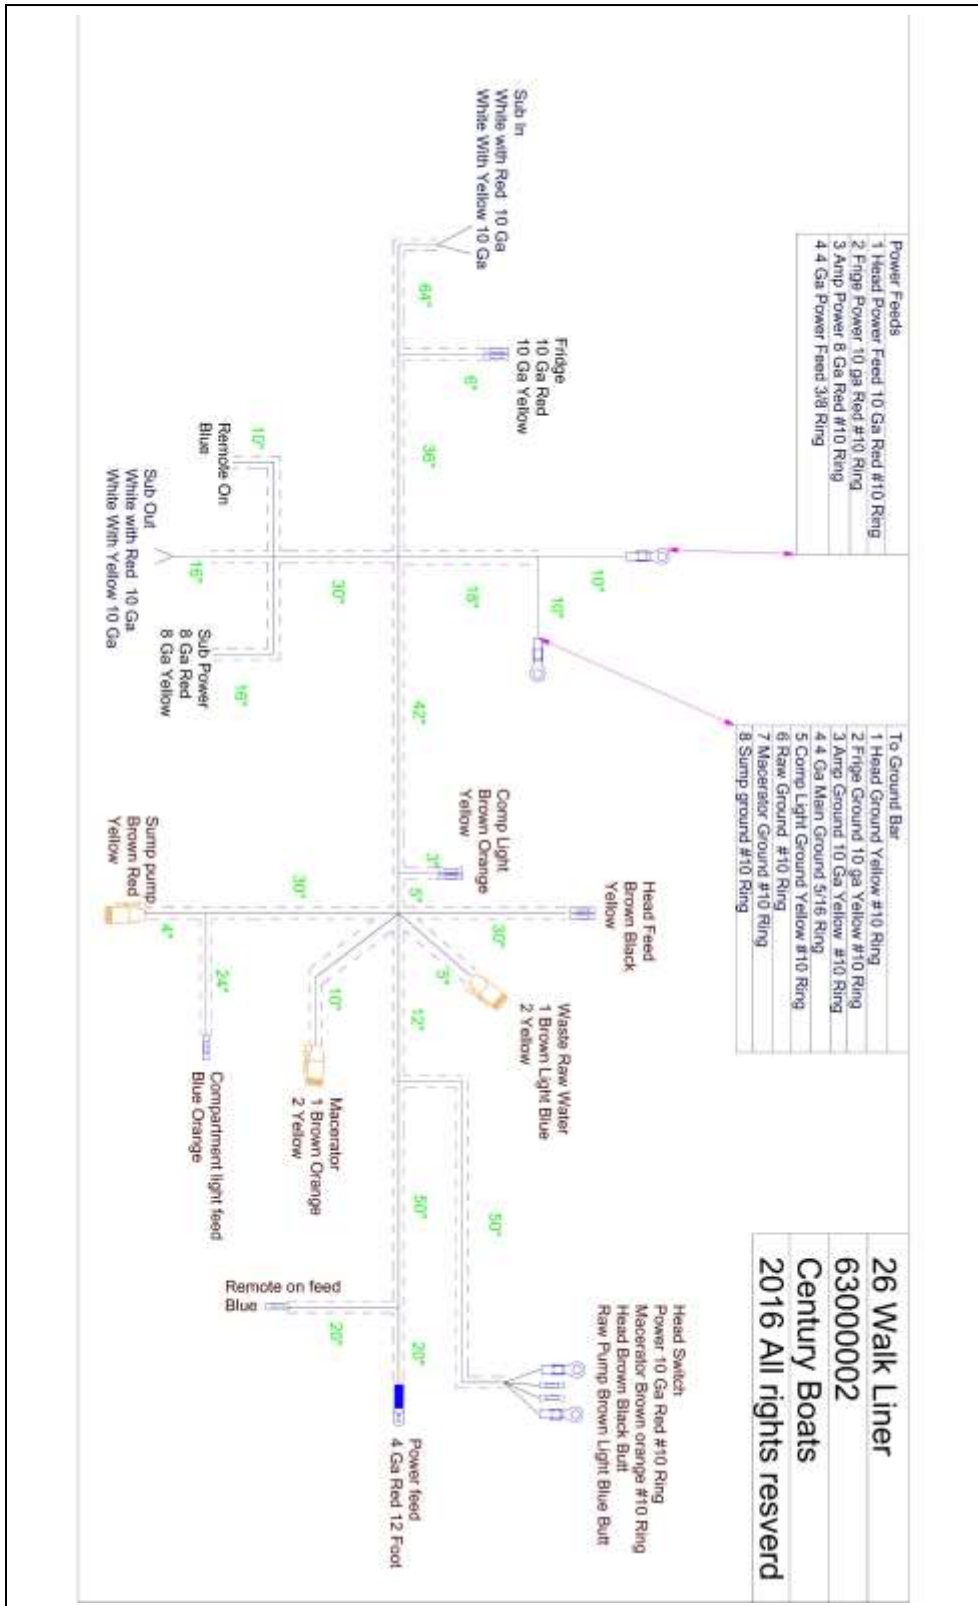 Power Feeds
1 Head Power Feed 10 Ga Red #10 Ring
2 Frige Power 10 ga Red #10 Ring
3 Amp Power 8 Ga Red #10 Ring
4 4 Ga Power Feed 3/8 Ring
To Ground Bar
1 Head Ground Yellow #10 Ring
2 Frige Ground 10 ga Yellow #10 Ring
3 Amp Ground 10 Ga Yellow #10 Ring
4 4 Ga Main Ground 5/16 Ring
5 Comp Light Ground Yellow #10 Ring
6 Raw Ground #10 Ring
7 Macerator Ground #10 Ring
8 Sump ground #10 Ring
26 Walk Liner
63000002
Century Boats
2016 All rights resverd
Sub In
White with Red 10 Ga
White With Yellow 10 Ga
64"
Fridge
10 Ga Red
10 Ga Yellow
6"
36"
10"
10"
18"
30"
Remote On
Blue
10"
Sub Out
White with Red 10 Ga
White With Yellow 10 Ga
16"
Sub Power
8 Ga Red
8 Ga Yellow
16"
42"
Comp Light
Brown Orange
Yellow
3"
5"
Head Feed
Brown Black
Yellow
30"
Waste Raw Water
1 Brown Light Blue
2 Yellow
5"
12"
Macerator
1 Brown Orange
2 Yellow
10"
30"
Sump pump
Brown Red
Yellow
4"
24"
Compartment light feed
Blue Orange
50"
50"
Head Switch
Power 10 Ga Red #10 Ring
Macerator Brown orange #10 Ring
Head Brown Black Butt
Raw Pump Brown Light Blue Butt
Remote on feed
Blue
20"
20"
Power feed
4 Ga Red 12 Foot